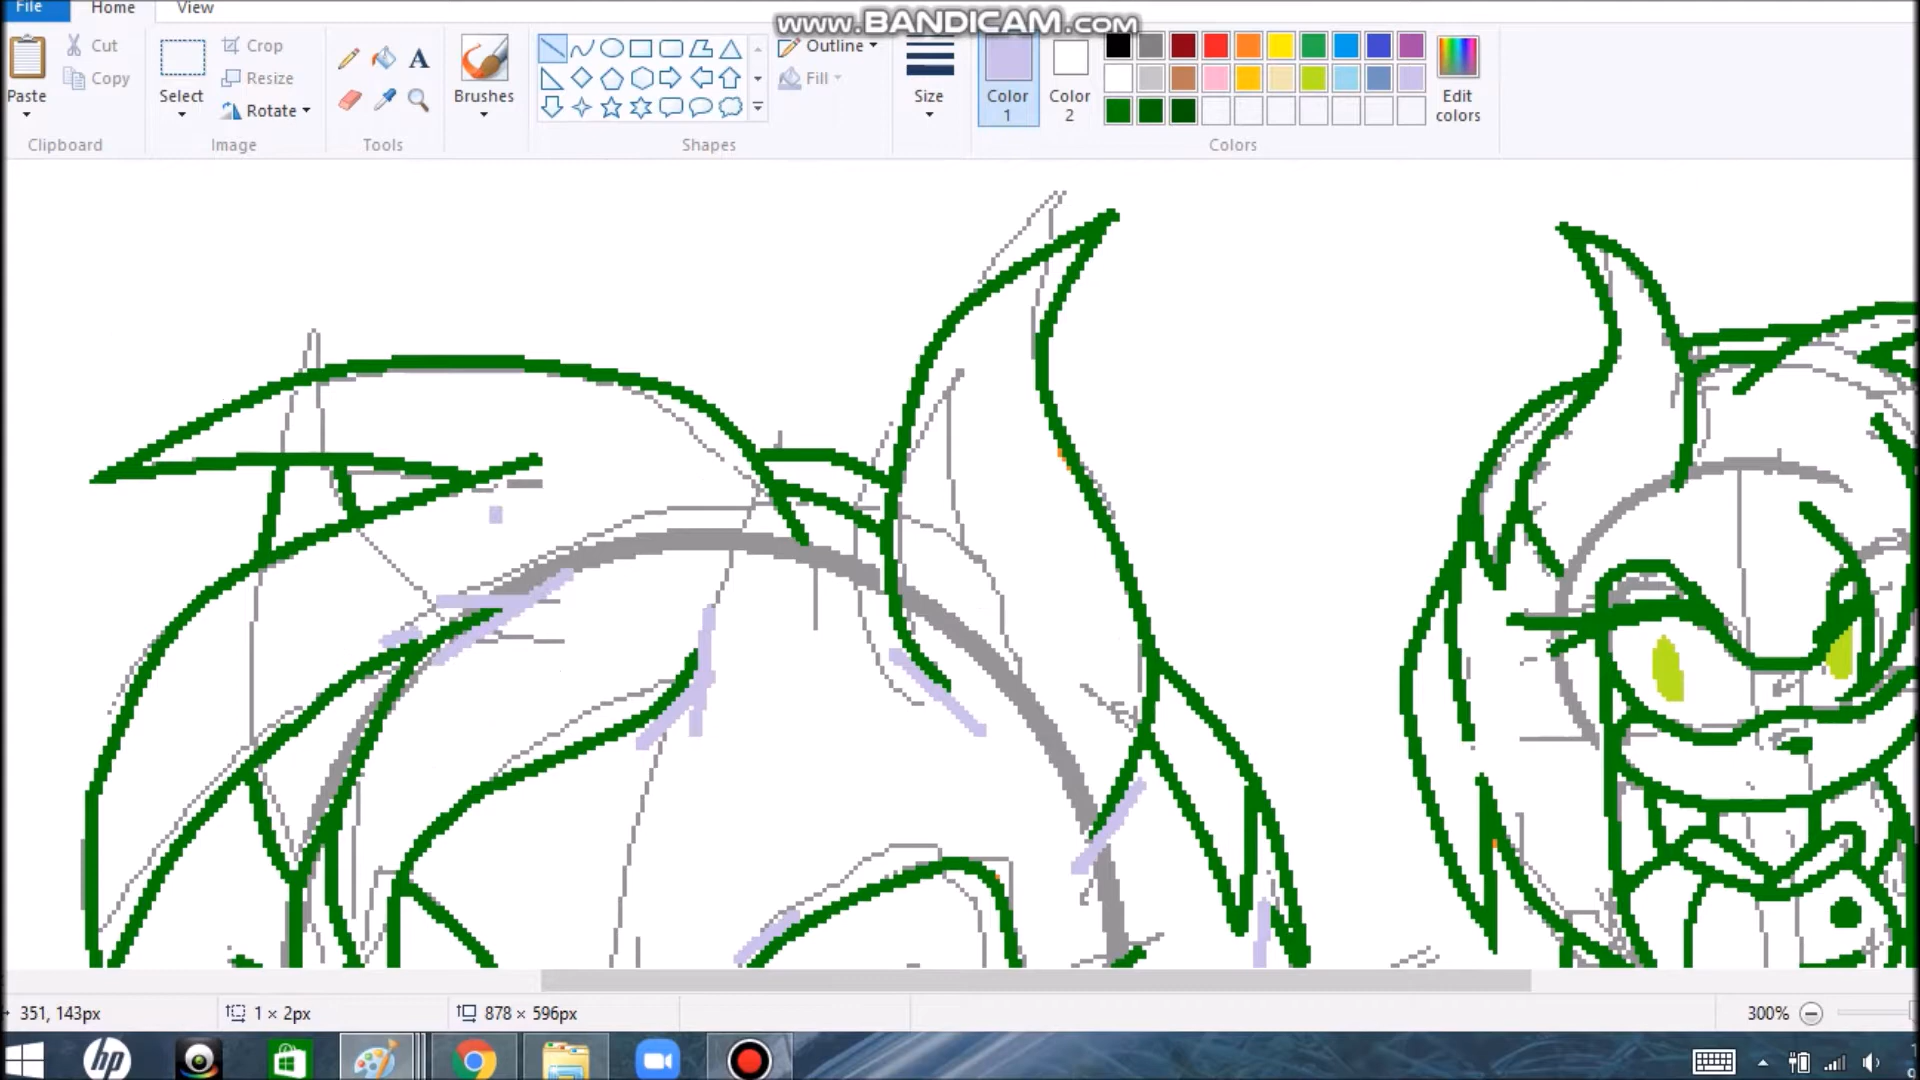 File Home View
www.BANDICAM.com
Cut
Copy
Paste
Clipboard
Crop
Resize
Rotate
Select
Image
A
Tools
Brushes
Shapes
Outline
Fill
Size
Color
1
Color
2
Edit
colors
Colors
351, 143px 1 × 2px 878 × 596px 300%
hp